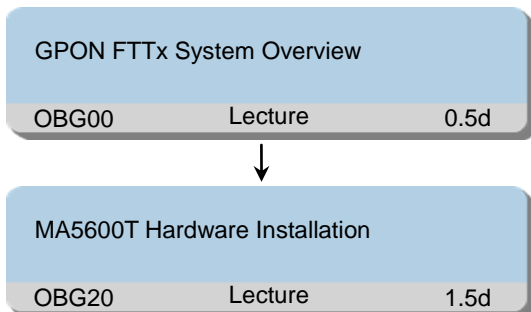 GPON FTTx System Overview
OBG00 Lecture 0.5d
MA5600T Hardware Installation
OBG20 Lecture 1.5d